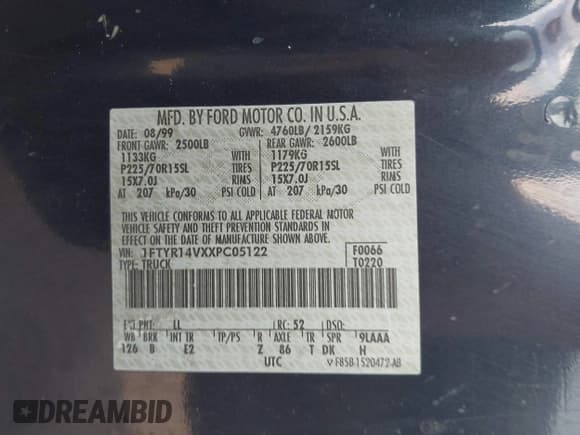 MFD. BY FORD MOTOR CO. IN U.S.A.
DATE 08/99 GVWR: 4760LB/ 2159KG
FRONT GAWR: 2500LB REAR GAWR: 2600LB
1133KG WITH 1179KG WITH
P225/70R15SL TIRES P225/70R15SL TIRES
15X7.0J RIMS 15X7.0J RIMS
AT 207 kPa/30 PSI COLD AT 207 kPa/30 PSI COLD
THIS VEHICLE CONFORMS TO ALL APPLICABLE FEDERAL MOTOR
VEHICLE SAFETY AND THEFT PREVENTION STANDARDS IN
EFFECT ON THE DATE OF MANUFACTURE SHOWN ABOVE
VIN: 1FTYR14VXXPC05122 F0066
TYPE: TRUCK T0220
EXT PNT: LL RC: 52 DSO:
WB BRK INT TR TP/PS R AXLE TR SPR 9LAAA
126 B E2 Z 86 T DK H
UTC F85B-1520472-AB
DREAMBID